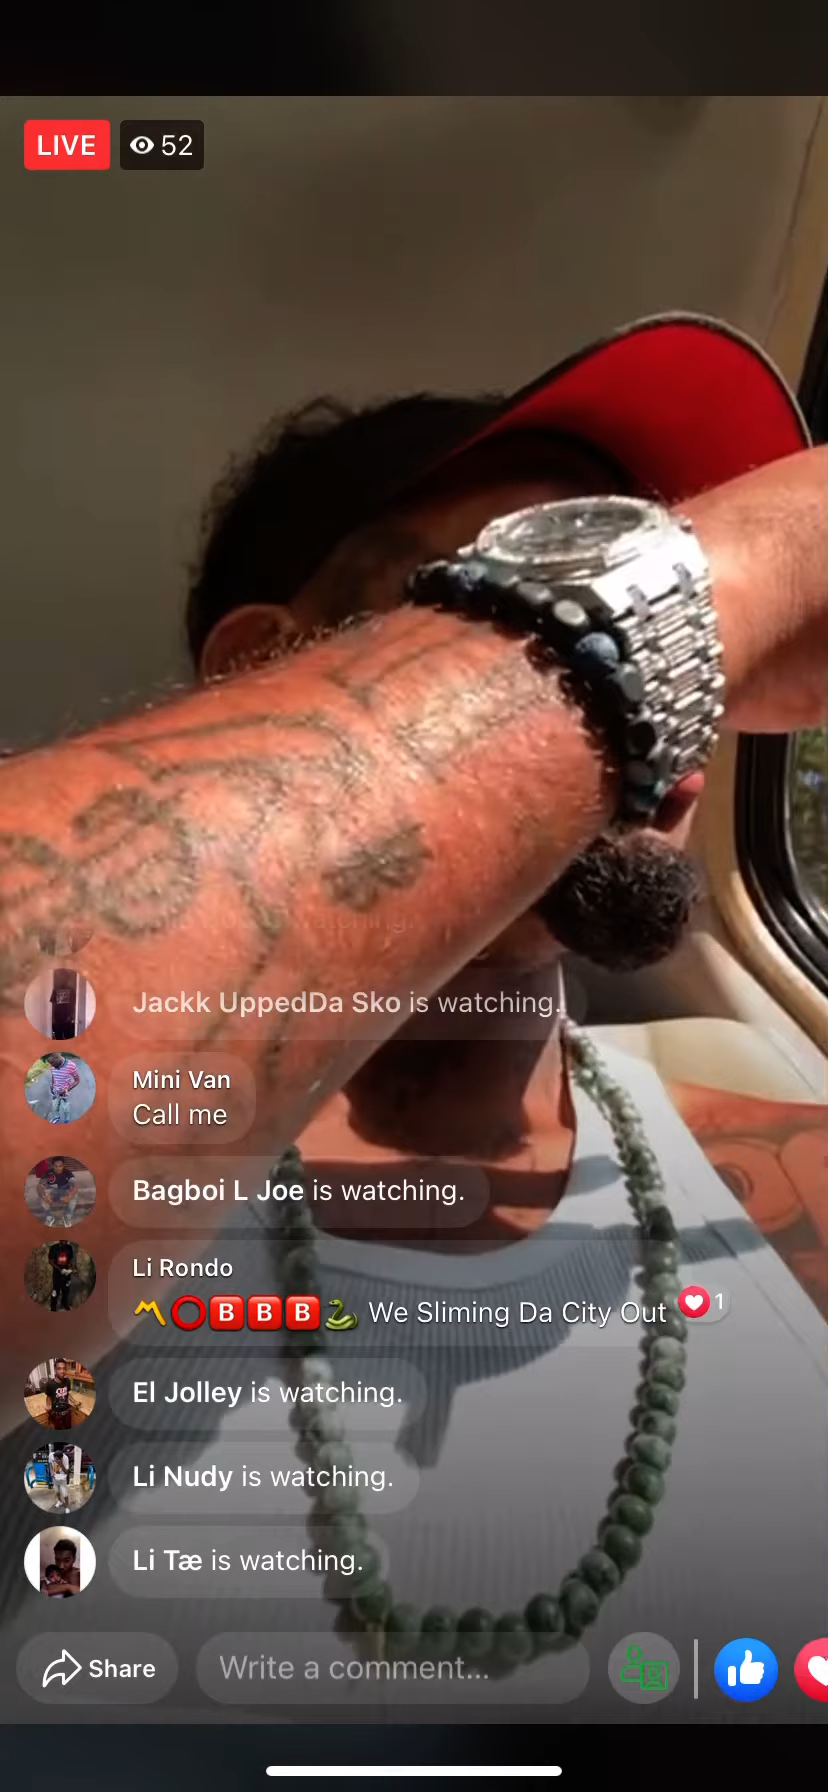 LIVE 52
Jackk UppedDa Sko is watching.
Mini Van
Call me
Bagboi L Joe is watching.
Li Rondo
〽️⭕🅱️🅱️🅱️🐍 We Sliming Da City Out 1
El Jolley is watching.
Li Nudy is watching.
Li Tæ is watching.
Share Write a comment...